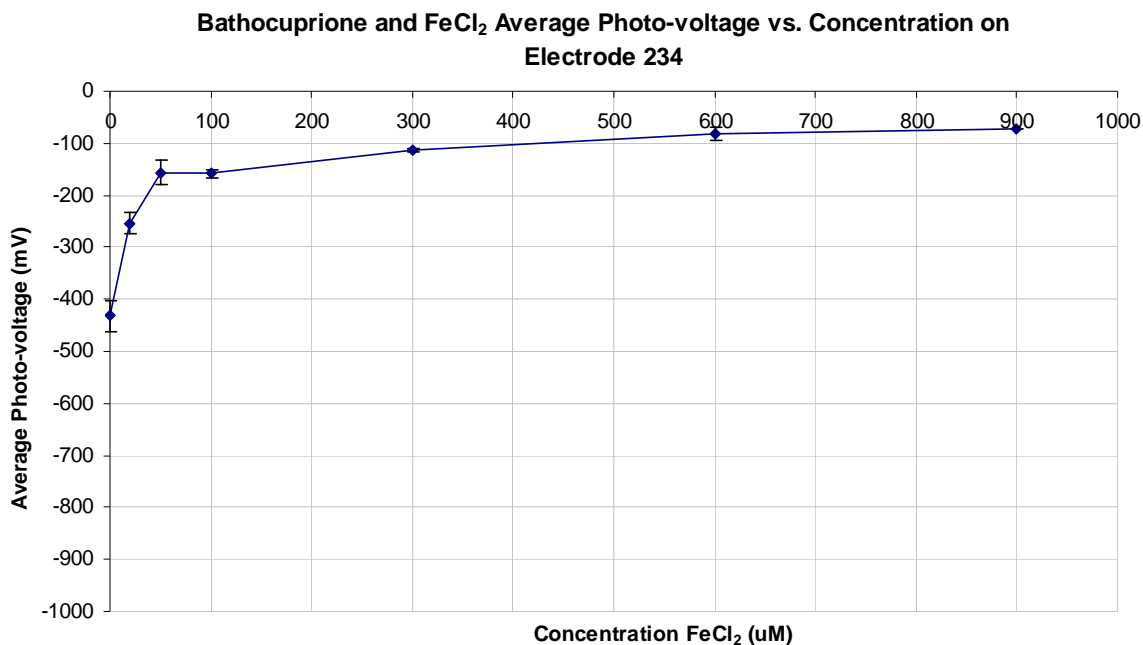 Bathocuprione and FeCl₂ Average Photo-voltage vs. Concentration on
Electrode 234
0
0 100 200 300 400 500 600 700 800 900 1000
-100
-200
-300
-400
-500
-600
-700
-800
-900
-1000
Average Photo-voltage (mV)
Concentration FeCl₂ (uM)